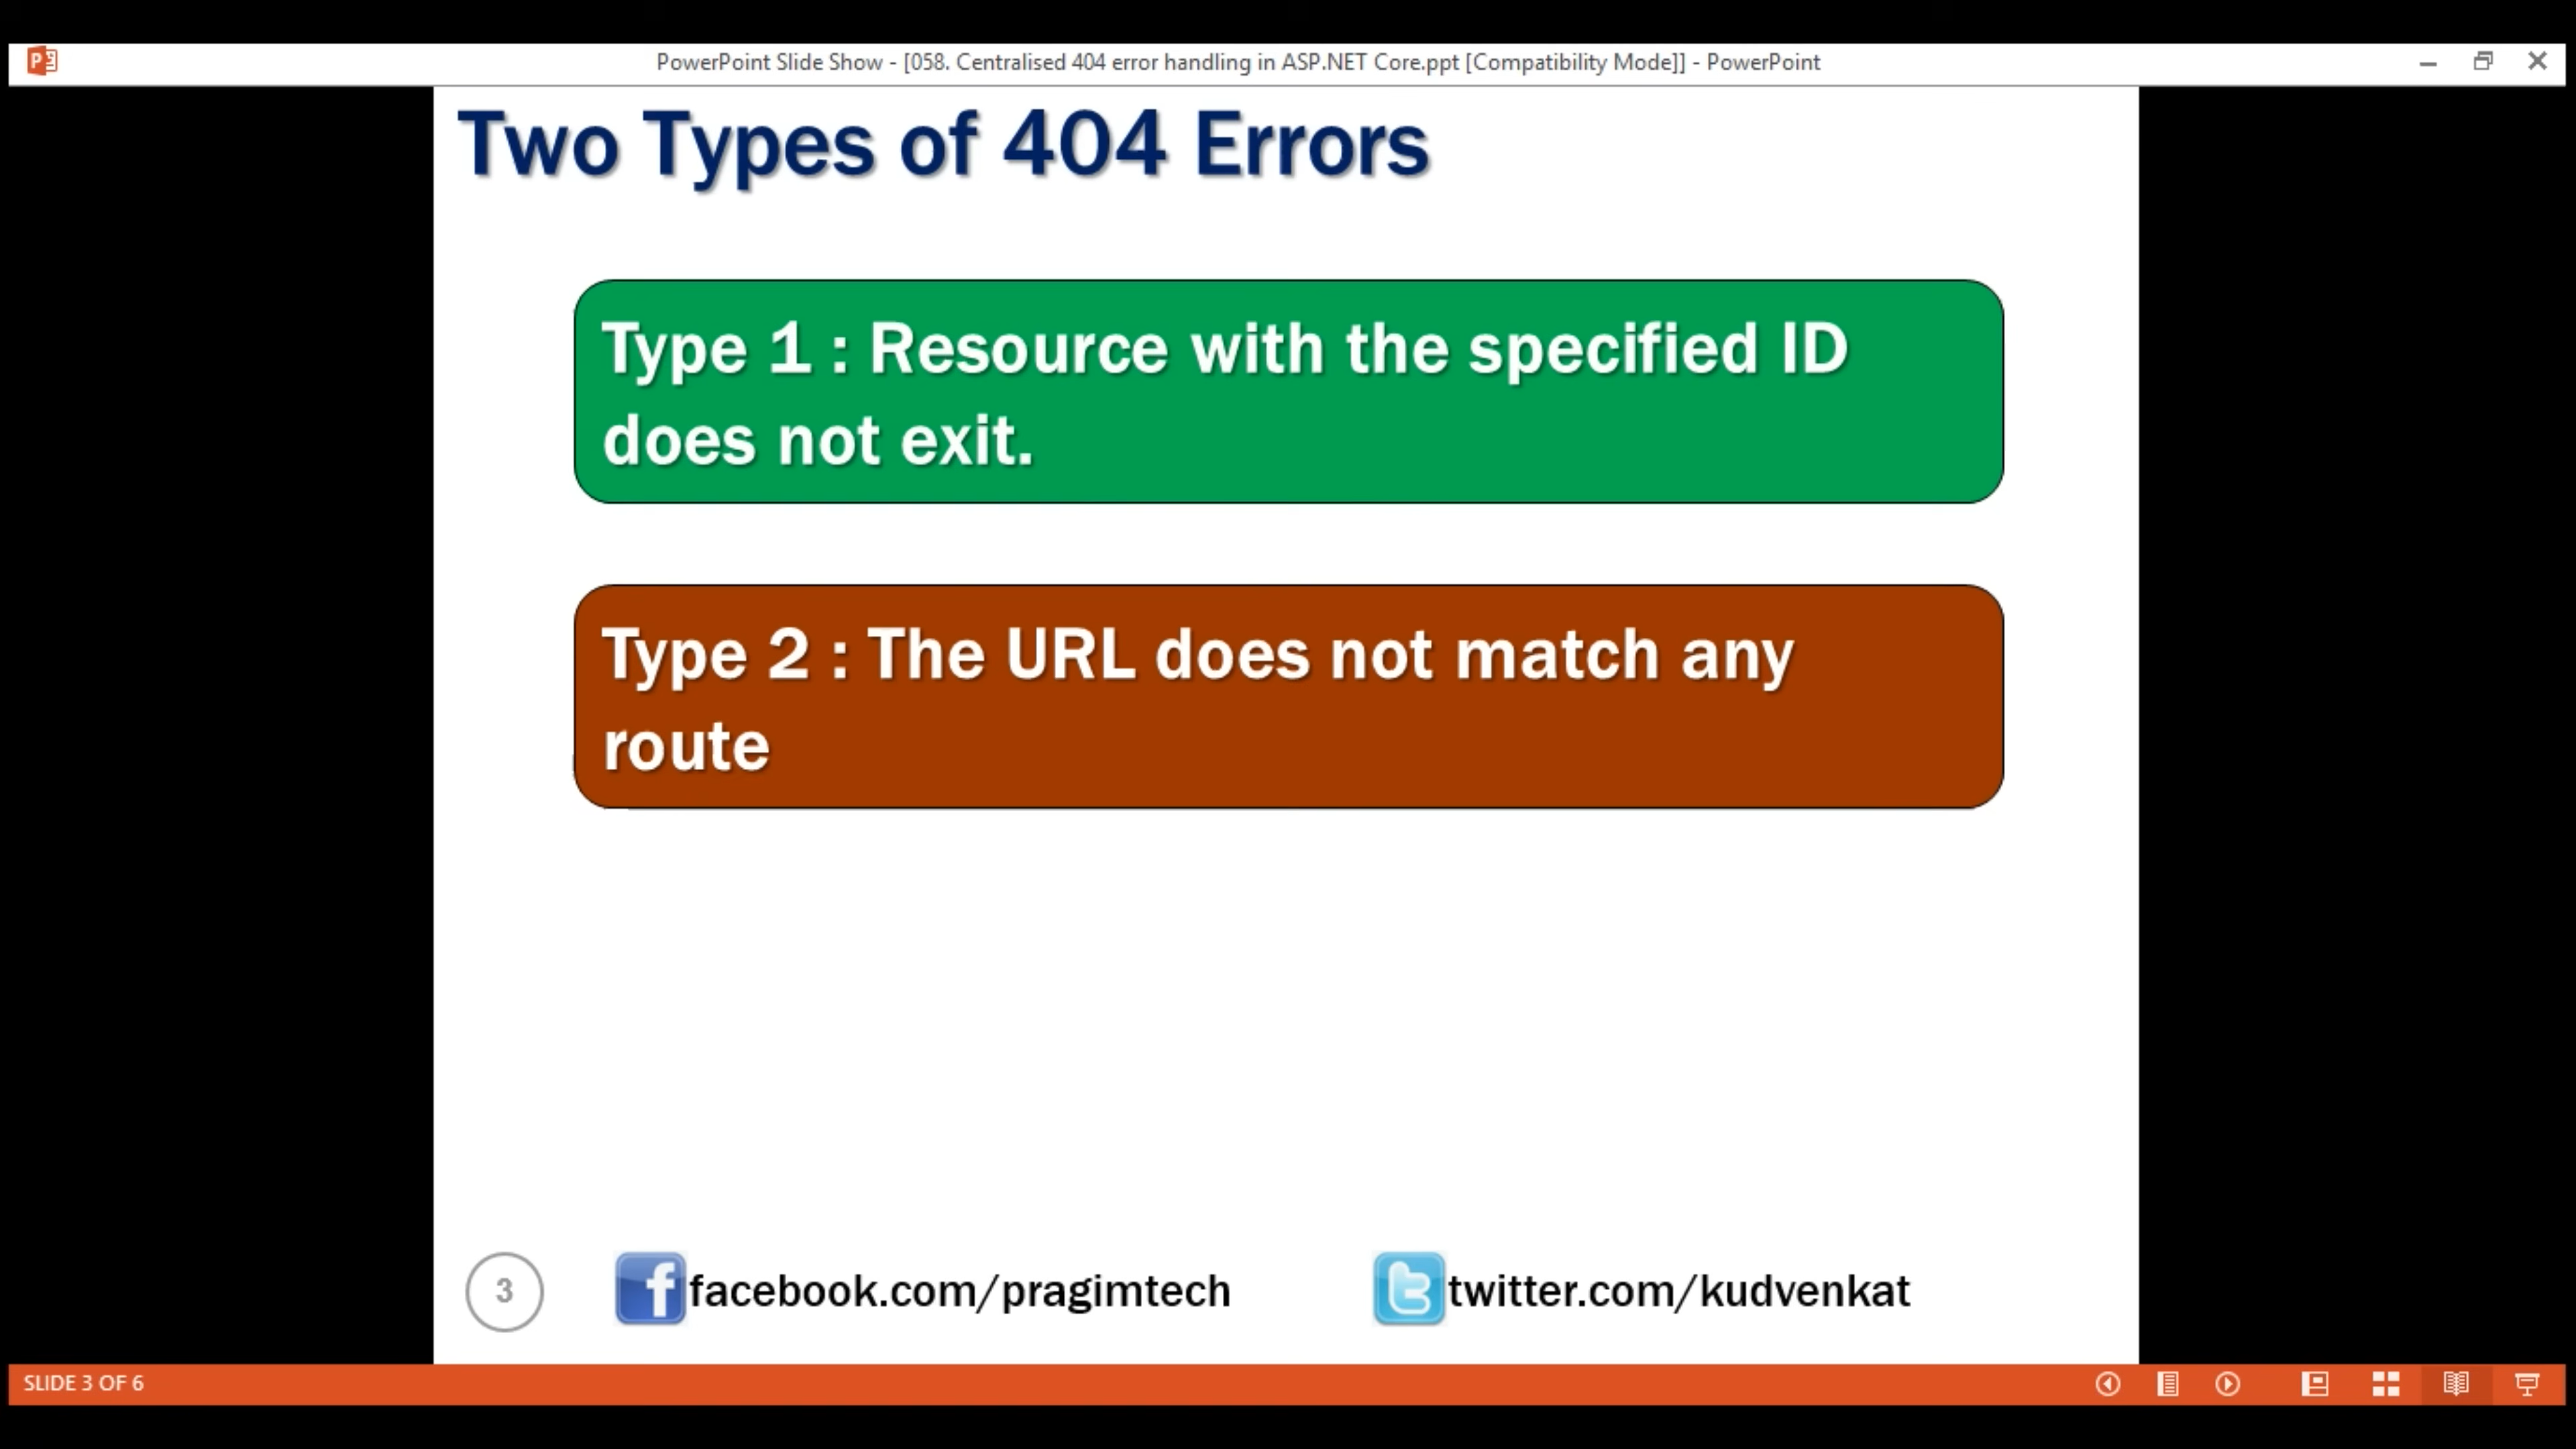 PowerPoint Slide Show - [058. Centralised 404 error handling in ASP.NET Core.ppt [Compatibility Mode]] - PowerPoint
Two Types of 404 Errors
Type 1 : Resource with the specified ID
does not exit.
Type 2 : The URL does not match any
route
3
facebook.com/pragimtech
twitter.com/kudvenkat
SLIDE 3 OF 6